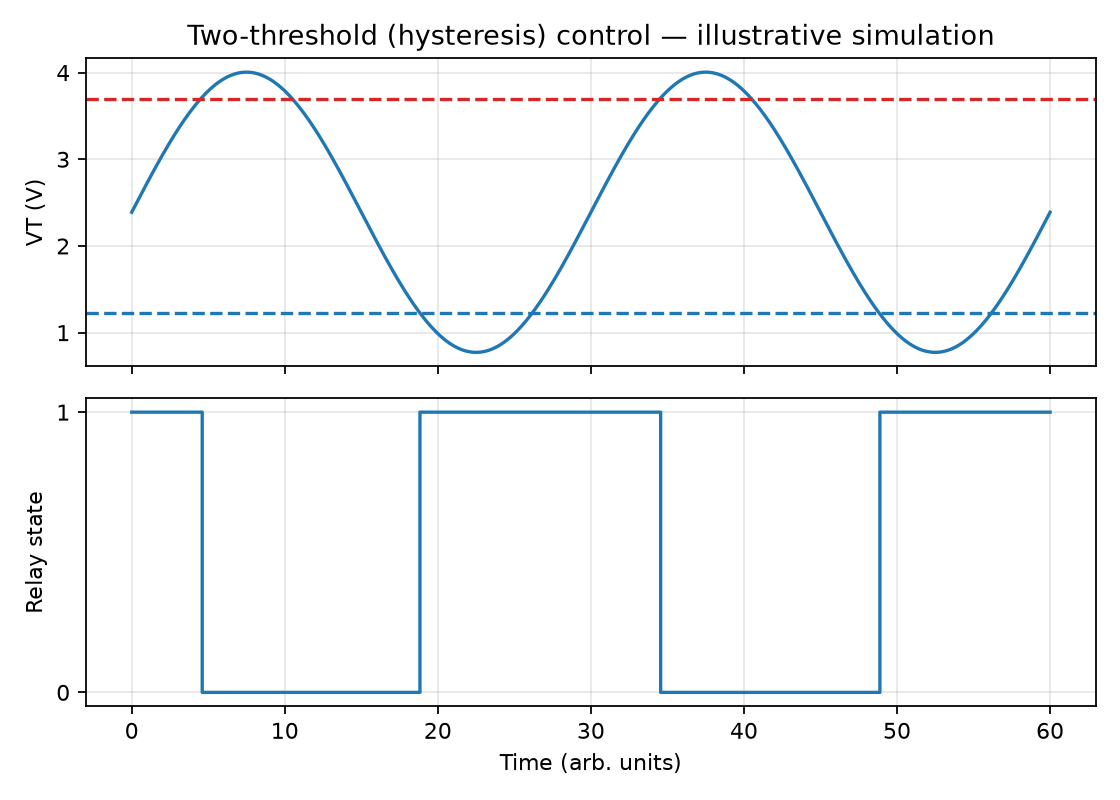 Two-threshold (hysteresis) control — illustrative simulation
4
3
2
1
VT (V)
1
0
Relay state
0 10 20 30 40 50 60
Time (arb. units)